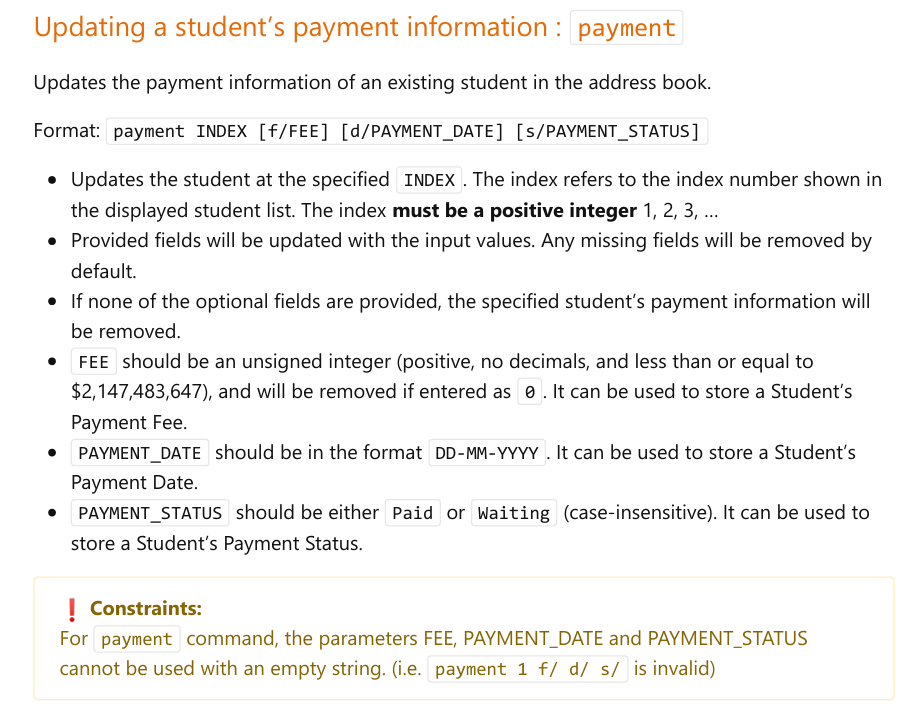 Updating a student’s payment information : payment
Updates the payment information of an existing student in the address book.
Format: payment INDEX [f/FEE] [d/PAYMENT_DATE] [s/PAYMENT_STATUS]
• Updates the student at the specified INDEX. The index refers to the index number shown in
the displayed student list. The index must be a positive integer 1, 2, 3, …
• Provided fields will be updated with the input values. Any missing fields will be removed by
default.
• If none of the optional fields are provided, the specified student’s payment information will
be removed.
• FEE should be an unsigned integer (positive, no decimals, and less than or equal to
$2,147,483,647), and will be removed if entered as 0. It can be used to store a Student’s
Payment Fee.
• PAYMENT_DATE should be in the format DD-MM-YYYY. It can be used to store a Student’s
Payment Date.
• PAYMENT_STATUS should be either Paid or Waiting (case-insensitive). It can be used to
store a Student’s Payment Status.
❗ Constraints:
For payment command, the parameters FEE, PAYMENT_DATE and PAYMENT_STATUS
cannot be used with an empty string. (i.e. payment 1 f/ d/ s/ is invalid)